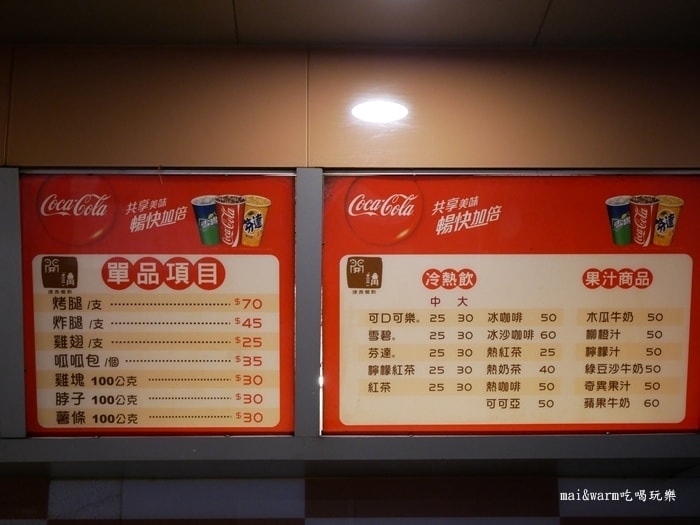 Coca-Cola
共享美味
暢快加倍
單品項目
烤腿 /支 $70
炸腿 /支 $45
雞翅 /支 $25
呱呱包 /個 $35
雞塊 100公克 $30
脖子 100公克 $30
薯條 100公克 $30
Coca-Cola
共享美味
暢快加倍
冷熱飲
中 大
可口可樂。 25 30 冰咖啡 50
雪碧。 25 30 冰沙咖啡 60
芬達。 25 30 熱紅茶 25
檸檬紅茶 25 30 熱奶茶 40
紅茶 25 30 熱咖啡 50
可可亞 50
果汁商品
木瓜牛奶 50
柳橙汁 50
檸檬汁 50
綠豆沙牛奶 50
奇異果汁 50
蘋果牛奶 60
mai&warm吃喝玩樂